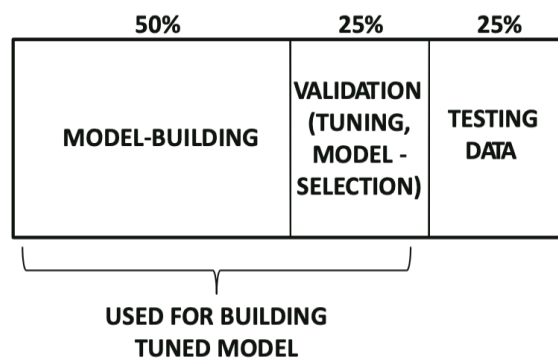 50% 25% 25%
MODEL-BUILDING
VALIDATION
(TUNING,
MODEL -
SELECTION)
TESTING
DATA
USED FOR BUILDING
TUNED MODEL